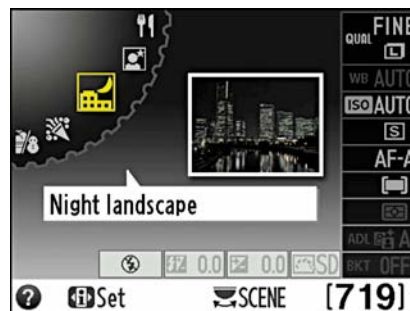 QUAL FINE
L
WB AUTO
ISO AUTO
S
AF-A
Night landscape
ADL A
0.0 0.0 SD BKT OFF
? Set SCENE [719]